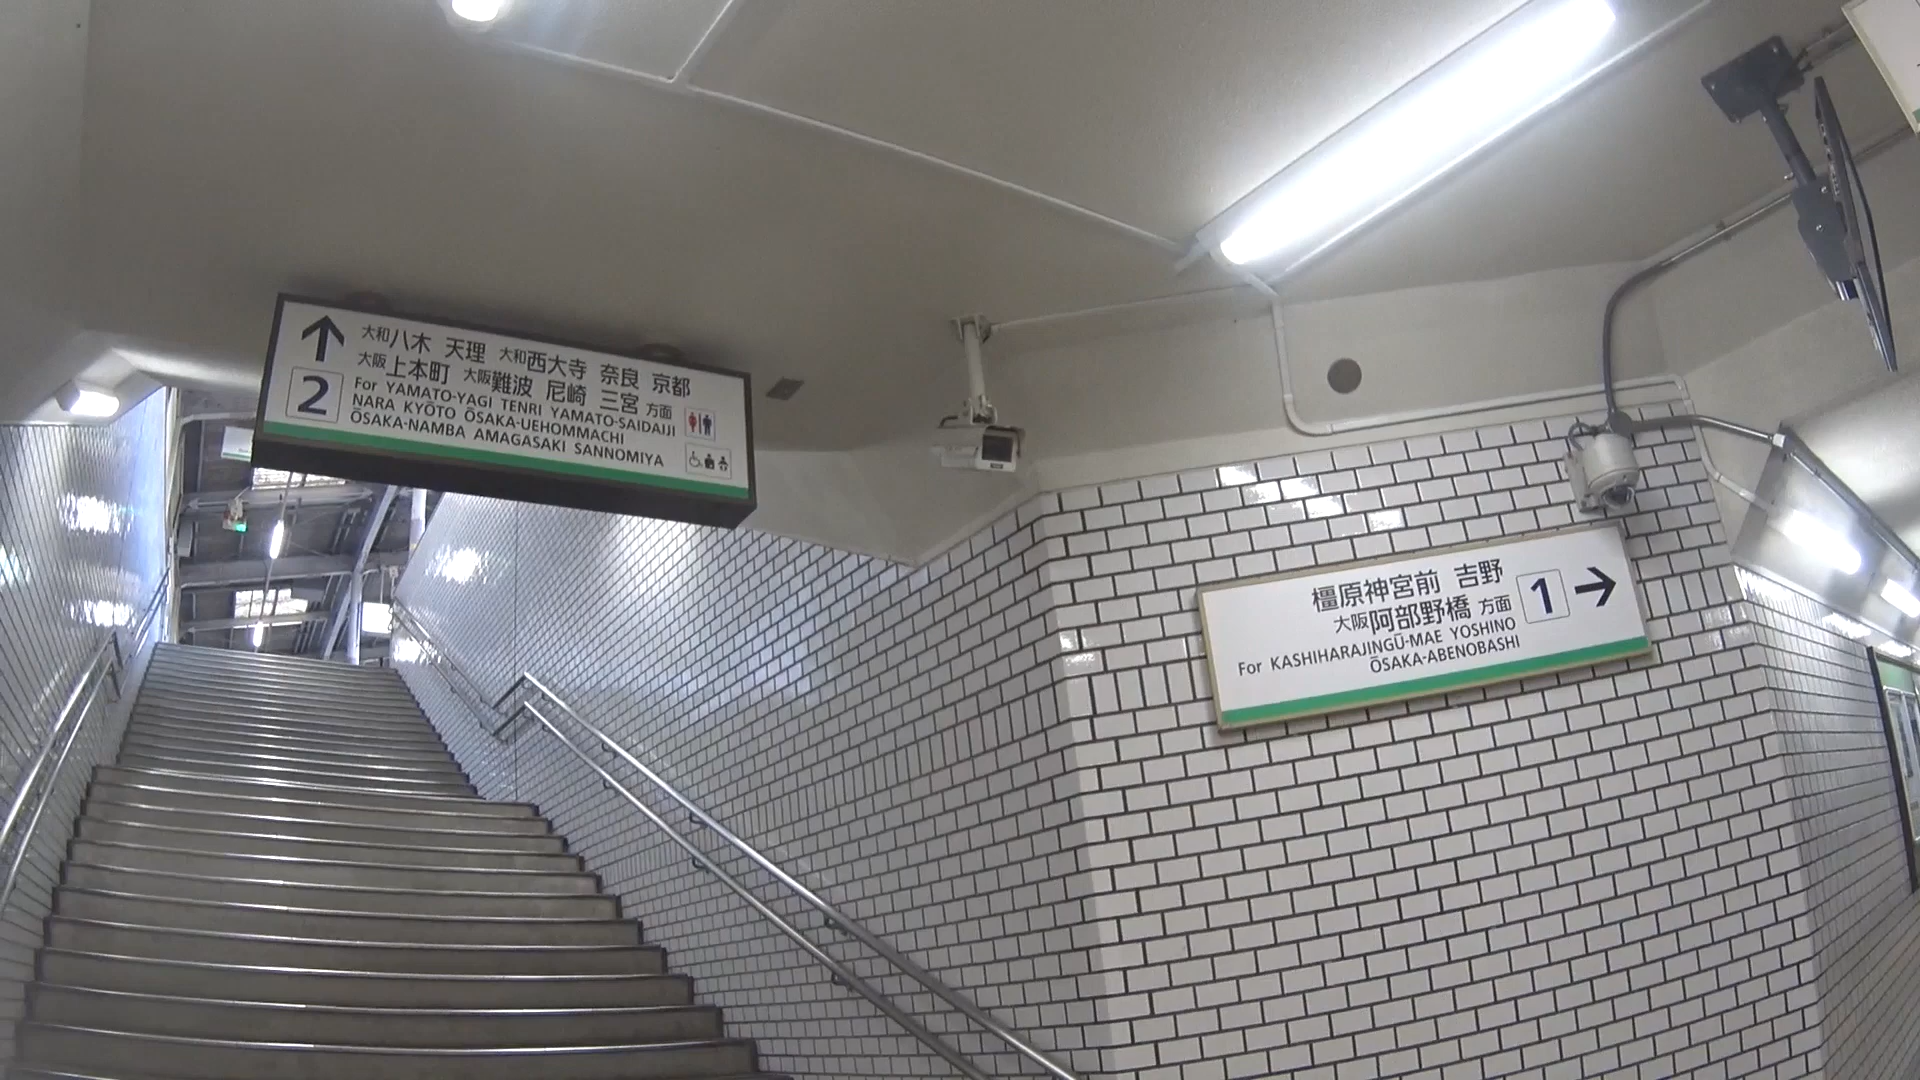 大和八木 天理 大和西大寺 奈良 京都
大阪上本町 大阪難波 尼崎 三宮 方面
2
For YAMATO-YAGI TENRI YAMATO-SAIDAIJI
NARA KYŌTO ŌSAKA-UEHOMMACHI
ŌSAKA-NAMBA AMAGASAKI SANNOMIYA
橿原神宮前 吉野
大阪阿部野橋 方面
1
For KASHIHARAJINGŪ-MAE YOSHINO
ŌSAKA-ABENOBASHI